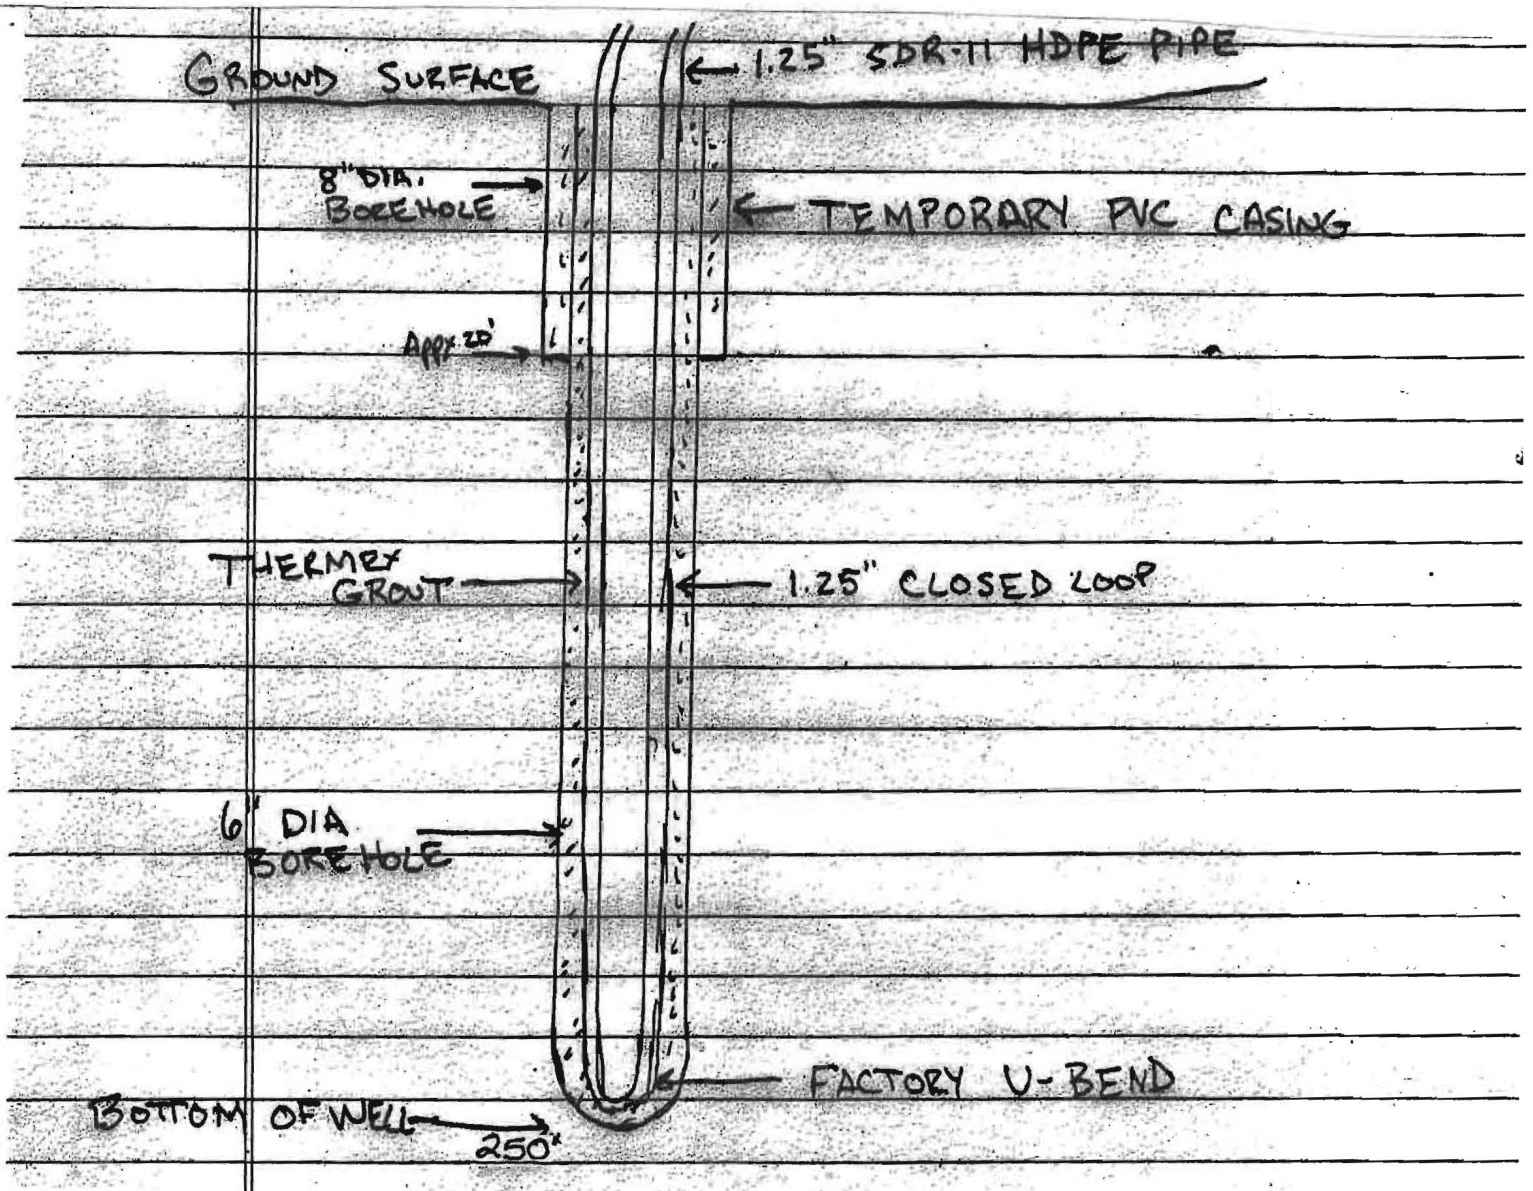 1.25" SDR-11 HDPE PIPE
GROUND SURFACE
8" DIA.
BOREHOLE
TEMPORARY PVC CASING
Appx 20'
THERMEX
GROUT
1.25" CLOSED LOOP
6" DIA
BOREHOLE
FACTORY U-BEND
BOTTOM OF WELL
250"